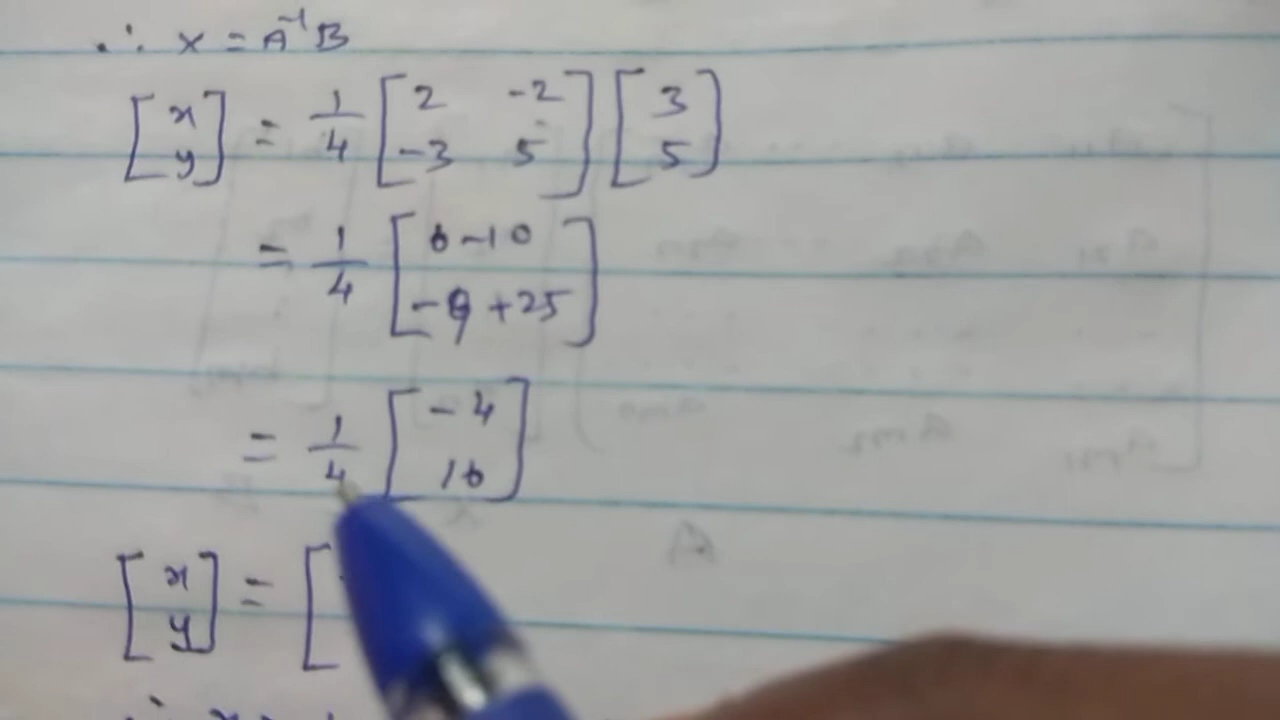 ∴ x = A⁻¹B
[x y] = 1/4 [2 -2 -3 5] [3 5]
= 1/4 [6-10 -9+25]
= 1/4 [-4 16]
[x y] = [